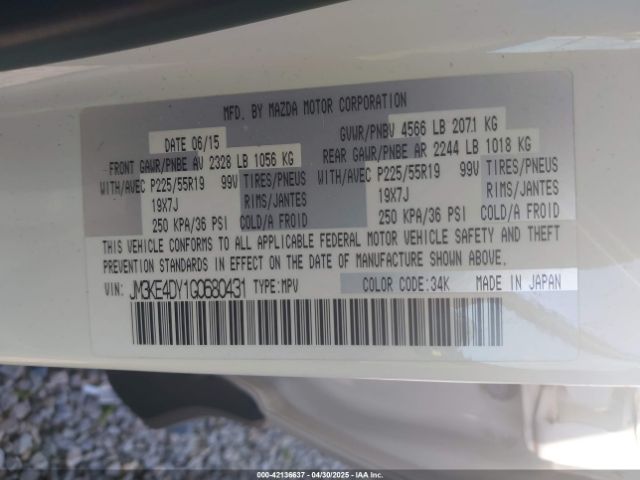 MFD. BY MAZDA MOTOR CORPORATION
DATE 06/15 GVWR/PNBV 4566 LB 2071 KG
FRONT GAWR/PNBE AV 2328 LB 1056 KG REAR GAWR/PNBE AR 2244 LB 1018 KG
WITH/AVEC P225/55R19 99V TIRES/PNEUS WITH/AVEC P225/55R19 99V TIRES/PNEUS
19X7J RIMS/JANTES 19X7J RIMS/JANTES
250 KPA/36 PSI COLD/A FROID 250 KPA/36 PSI COLD/A FROID
THIS VEHICLE CONFORMS TO ALL APPLICABLE FEDERAL MOTOR VEHICLE SAFETY AND THEFT
PREVENTION STANDARDS IN EFFECT ON THE DATE OF MANUFACTURE SHOWN ABOVE.
VIN: JM3KE4DY1G0680431 TYPE:MPV COLOR CODE:34K MADE IN JAPAN
000-42136637 - 04/30/2025 - IAA Inc.